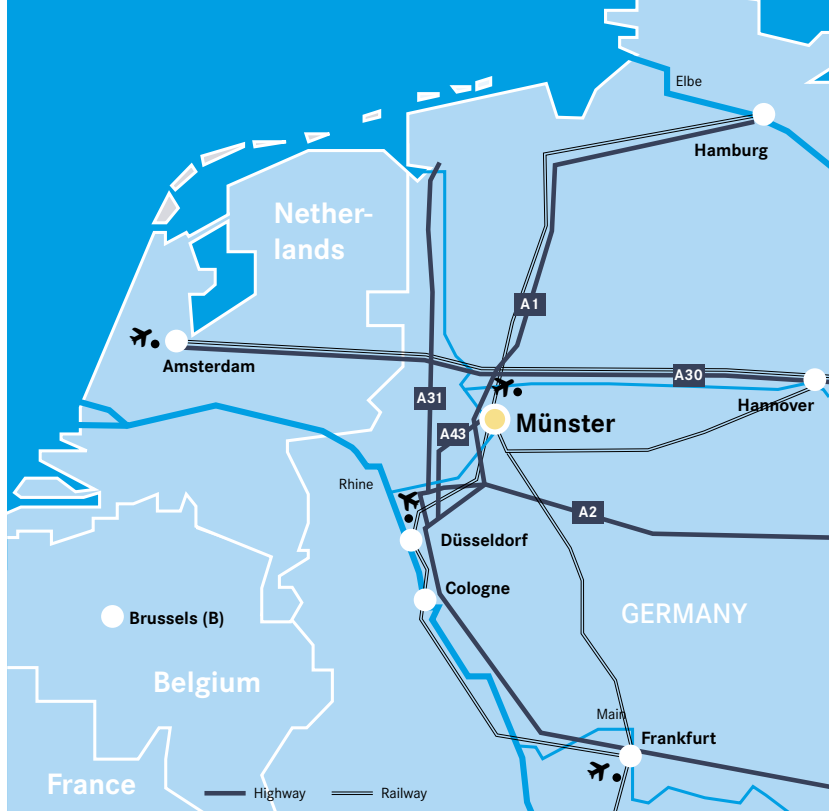 Elbe
Hamburg
Nether-
lands
A1
Amsterdam
A30
A31
Hannover
Münster
A43
Rhine
A2
Düsseldorf
Cologne
GERMANY
Brussels (B)
Belgium
Main
Frankfurt
France
Highway
Railway